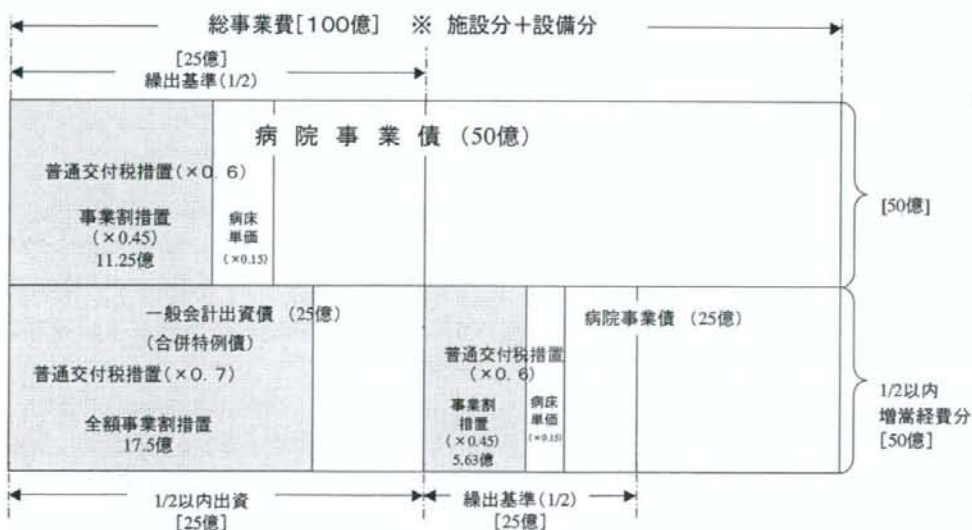 総事業費[100億] ※ 施設分+設備分
[25億]
繰出基準(1/2)
病院事業債(50億)
普通交付税措置(×0.6)
事業割措置
(×0.45)
11.25億
病床
単価
(×0.15)
[50億]
一般会計出資債(25億)
(合併特例債)
普通交付税措置(×0.7)
全額事業割措置
17.5億
病院事業債(25億)
普通交付税措置
(×0.6)
事業割
措置
(×0.45)
5.63億
病床
単価
(×0.15)
1/2以内
増嵩経費分
[50億]
1/2以内出資
[25億]
繰出基準(1/2)
[25億]